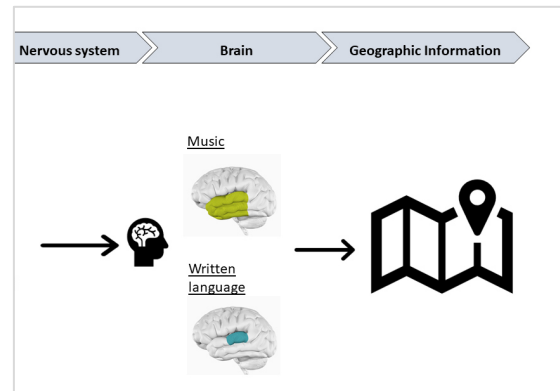 Nervous system
Brain
Geographic Information
Music
Written
language